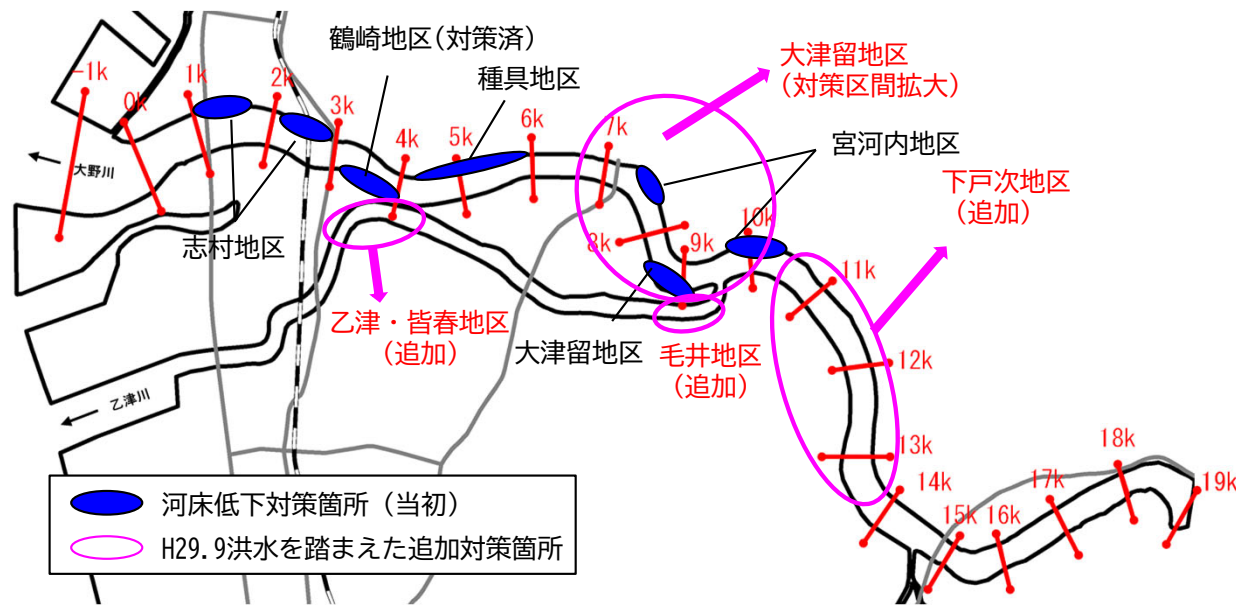 鶴崎地区(対策済)
種具地区
大津留地区
(対策区間拡大)
宮河内地区
下戸次地区
(追加)
-1k
0k
1k
2k
3k
4k
5k
6k
7k
8k
9k
10k
11k
12k
13k
14k
15k
16k
17k
18k
19k
大野川
志村地区
乙津・皆春地区
(追加)
大津留地区
毛井地区
(追加)
乙津川
河床低下対策箇所(当初)
H29.9洪水を踏まえた追加対策箇所